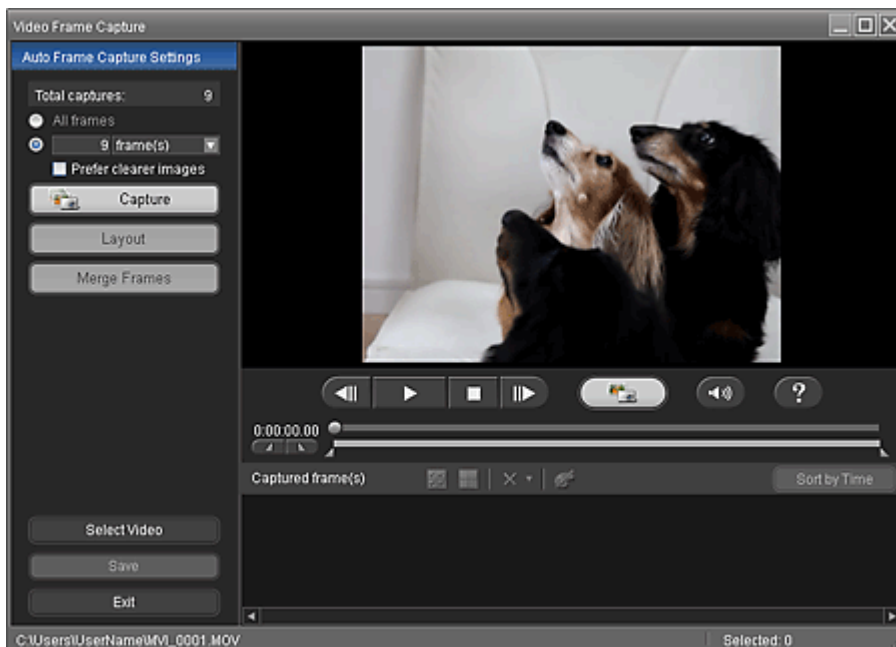 Video Frame Capture
Auto Frame Capture Settings
Total captures: 9
All frames
9 frame(s)
Prefer clearer images
Capture
Layout
Merge Frames
?
0:00:00.00
Captured frame(s)
Sort by Time
Select Video
Save
Exit
C:\Users\UserName\MVI_0001.MOV
Selected: 0